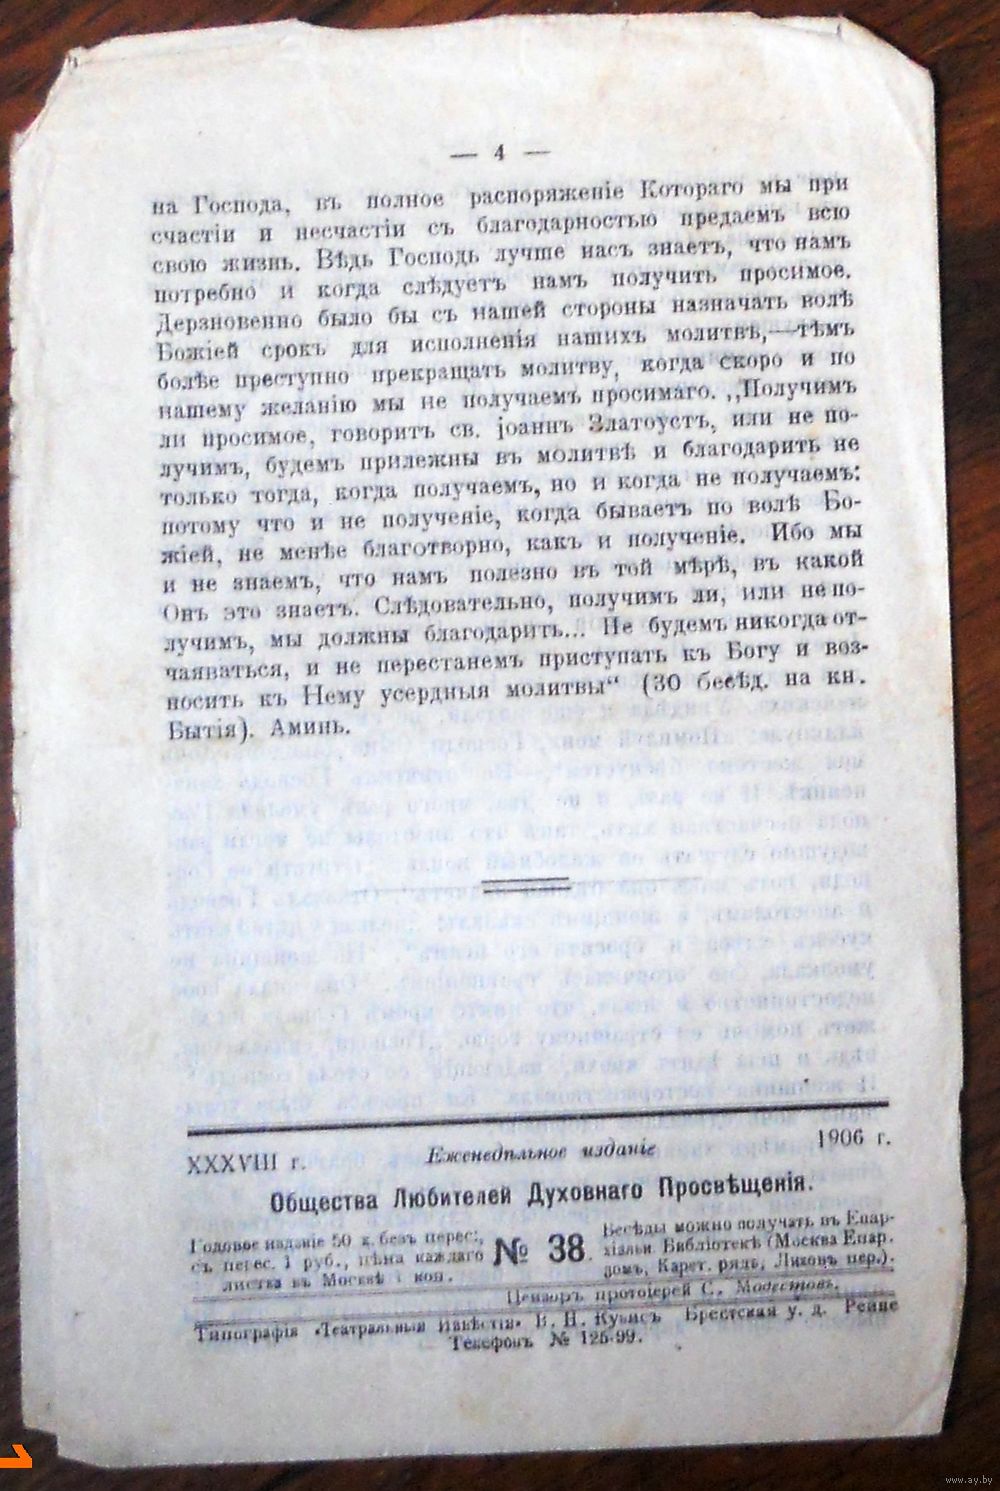 — 4 —
на Господа, въ полное распоряженіе Котораго мы при
счастіи и несчастіи съ благодарностью предаемъ всю
свою жизнь. Вѣдь Господь лучше насъ знаетъ, что намъ
потребно и когда слѣдуетъ намъ получить просимое.
Дерзновенно было бы съ нашей стороны назначать волѣ
Божіей срокъ для исполненія нашихъ молитвъ,—тѣмъ
болѣе преступно прекращать молитву, когда скоро и по
нашему желанію мы не получаемъ просимаго. ,,Получимъ
ли просимое, говоритъ св. іоаннъ Златоустъ, или не по-
лучимъ, будемъ прилежны въ молитвѣ и благодарить не
только тогда, когда получаемъ, но и когда не получаемъ:
потому что и не полученіе, когда бываетъ по волѣ Бо-
жіей, не менѣе благотворно, какъ и полученіе. Ибо мы
и не знаемъ, что намъ полезно въ той мѣрѣ, въ какой
Онъ это знаетъ. Слѣдовательно, получимъ ли, или не по-
лучимъ, мы должны благодарить... Не будемъ никогда от-
чаяваться, и не перестанемъ приступать къ Богу и воз-
носить къ Нему усердныя молитвы“ (30 бесѣд. на кн.
Бытія). Аминь.
XXXVIII г. Еженедѣльное изданіе 1906 г.
Общества Любителей Духовнаго Просвѣщенія.
Годовое изданіе 50 к. безъ перес.,
съ перес. 1 руб., цѣна каждаго
листка въ Москвѣ 1 коп.
№ 38.
Бесѣды можно получать въ Епар-
хіальн. Библіотекѣ (Москва Епар.
домъ, Карет. рядъ, Лиховъ пер.).
Цензоръ протоіерей С. Модестовъ.
Типографія «Театральныя Извѣстія» В. Н. Брестская у. д. Рейне
Телефонъ № 125-99.
1
www.ay.by